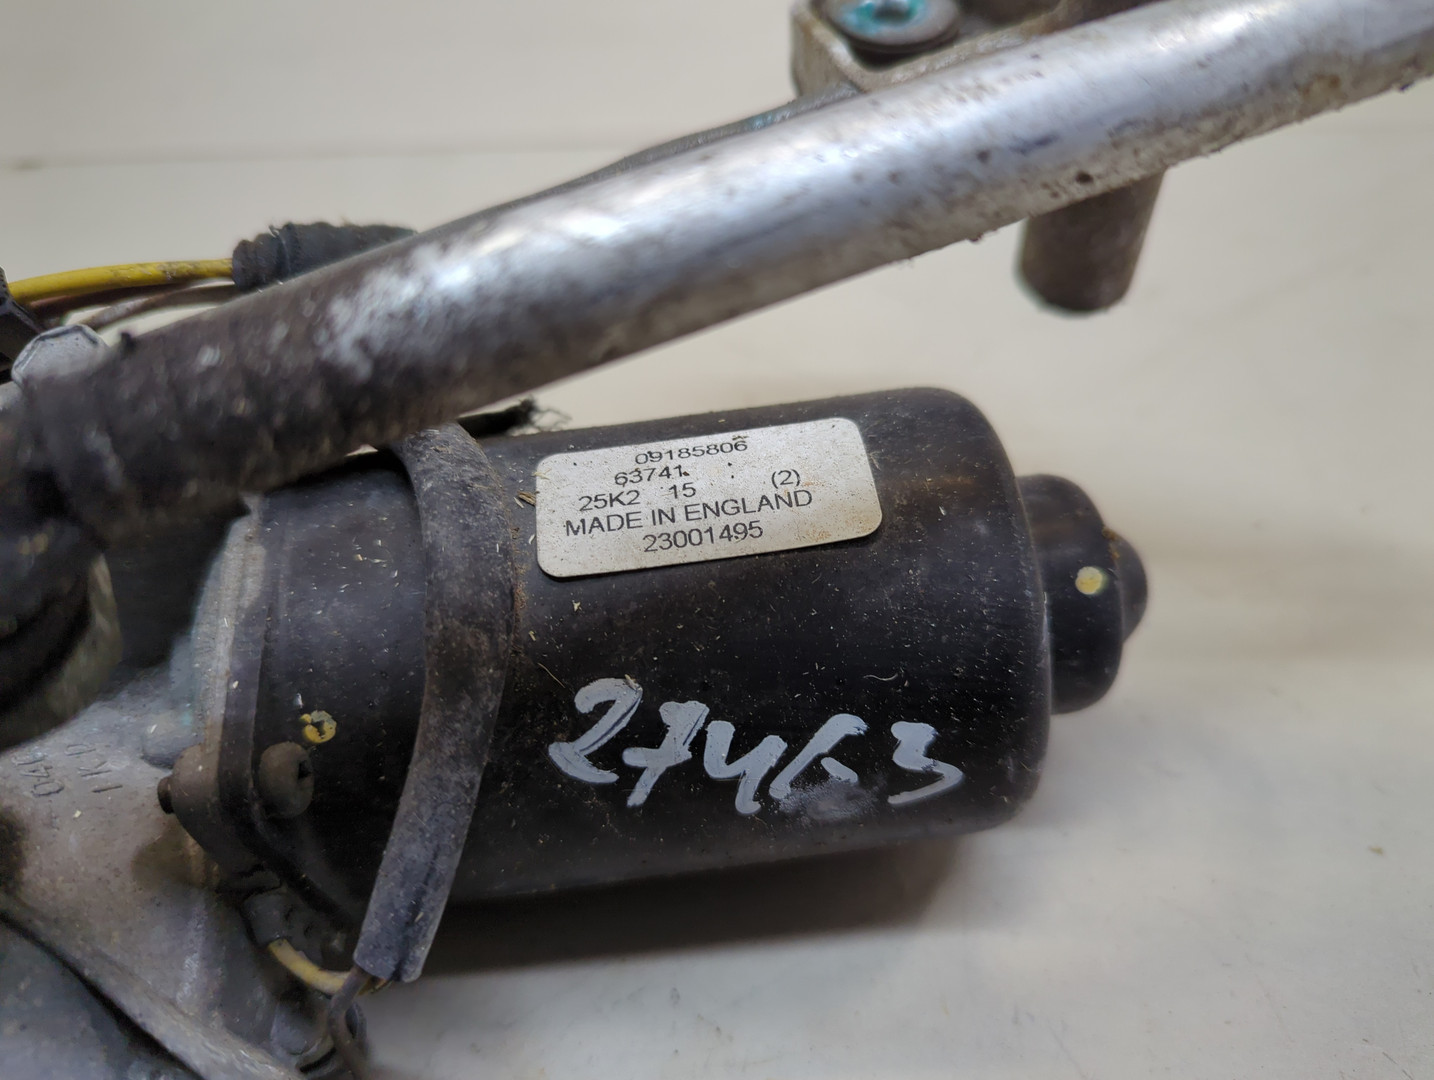 09185806
63741
25K2 15 (2)
MADE IN ENGLAND
23001495
27463